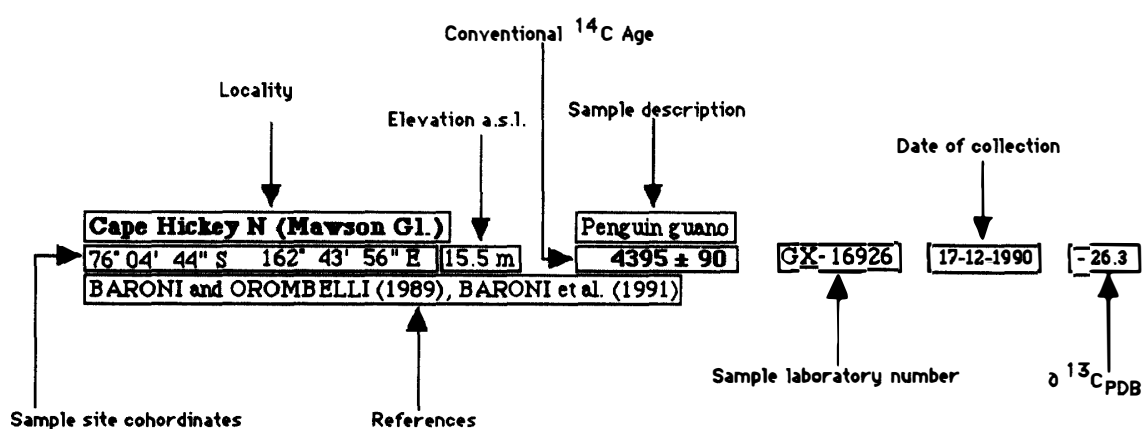 Conventional ¹⁴C Age
Locality
Elevation a.s.l.
Sample description
Date of collection
Cape Hickey N (Mawson Gl.) Penguin guano
76° 04' 44" S 162° 43' 56" E 15.5 m 4395 ± 90 GX-16926 17-12-1990 - 26.3
BARONI and OROMBELLI (1989), BARONI et al. (1991)
Sample laboratory number
∂ ¹³C PDB
Sample site cohordinates
References